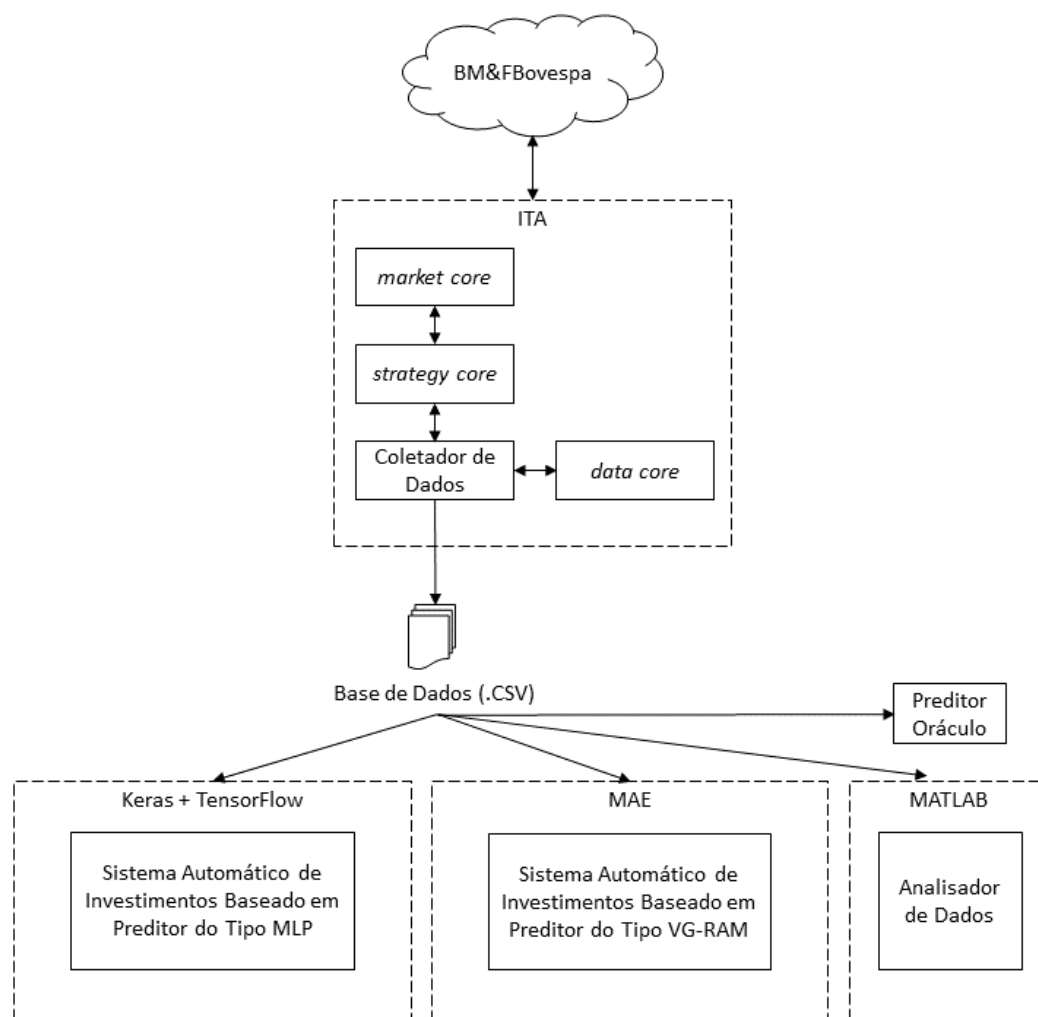 BM&FBovespa
ITA
market core
strategy core
Coletador de
Dados
data core
Base de Dados (.CSV)
Preditor
Oráculo
Keras + TensorFlow
Sistema Automático de
Investimentos Baseado em
Preditor do Tipo MLP
MAE
Sistema Automático de
Investimentos Baseado em
Preditor do Tipo VG-RAM
MATLAB
Analisador
de Dados